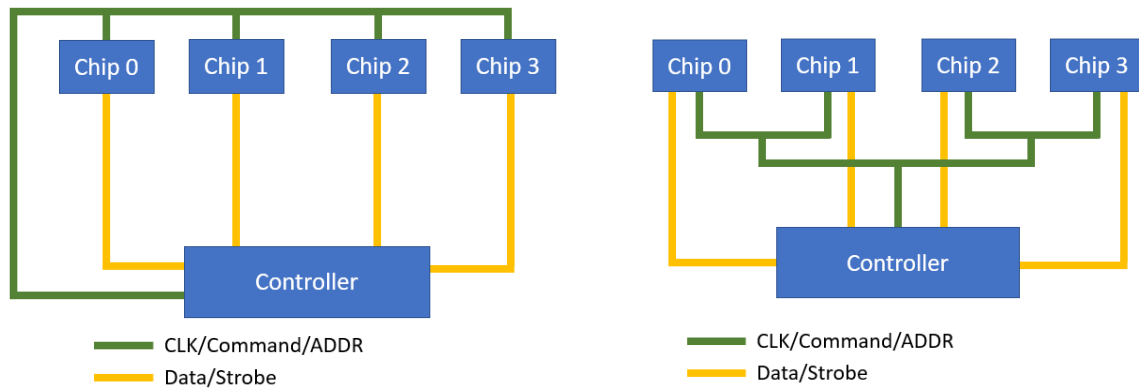 Chip 0
Chip 1
Chip 2
Chip 3
Controller
CLK/Command/ADDR
Data/Strobe
Chip 0
Chip 1
Chip 2
Chip 3
Controller
CLK/Command/ADDR
Data/Strobe